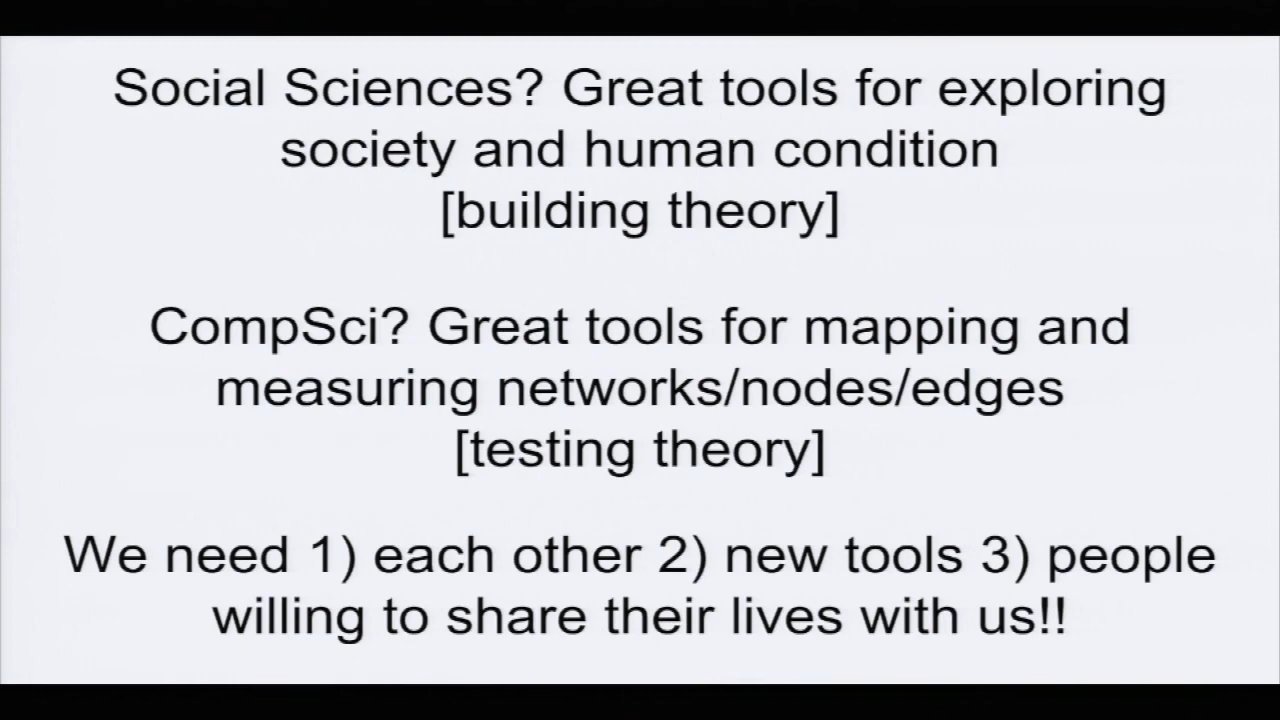 Social Sciences? Great tools for exploring
society and human condition
[building theory]
CompSci? Great tools for mapping and
measuring networks/nodes/edges
[testing theory]
We need 1) each other 2) new tools 3) people
willing to share their lives with us!!